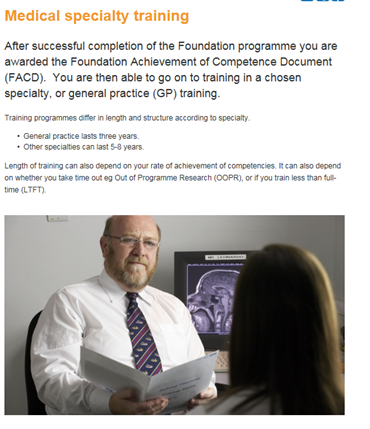 Medical specialty training
After successful completion of the Foundation programme you are
awarded the Foundation Achievement of Competence Document
(FACD).  You are then able to go on to training in a chosen
specialty, or general practice (GP) training.
Training programmes differ in length and structure according to specialty.
• General practice lasts three years.
• Other specialties can last 5-8 years.
Length of training can also depend on your rate of achievement of competencies. It can also depend
on whether you take time out eg Out of Programme Research (OOPR), or if you train less than full-
time (LTFT).